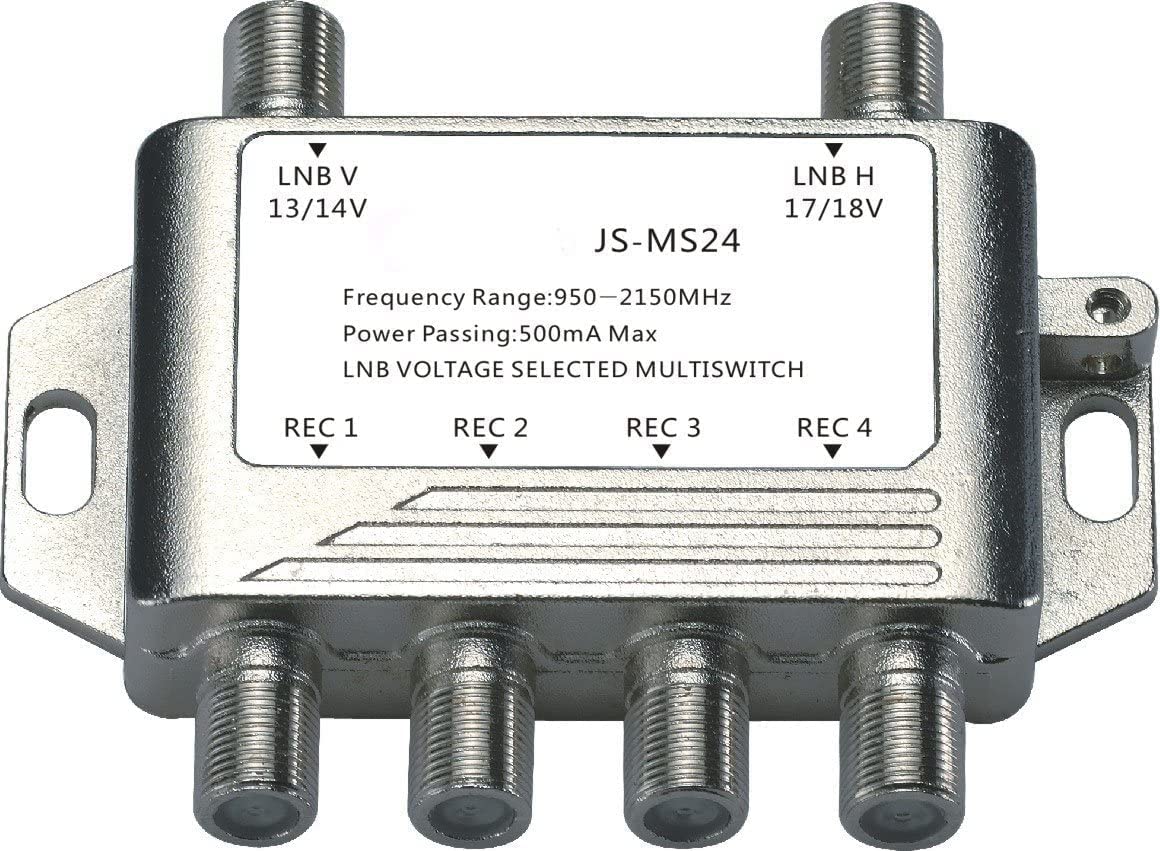 LNB V
13/14V
LNB H
17/18V
JS-MS24
Frequency Range:950—2150MHz
Power Passing:500mA Max
LNB VOLTAGE SELECTED MULTISWITCH
REC 1
REC 2
REC 3
REC 4